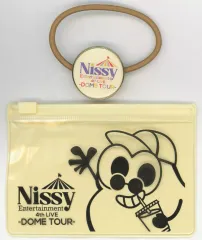 Nissy
Entertainment
4th LIVE
-DOME TOUR-
Nissy
Entertainment
4th LIVE
-DOME TOUR-